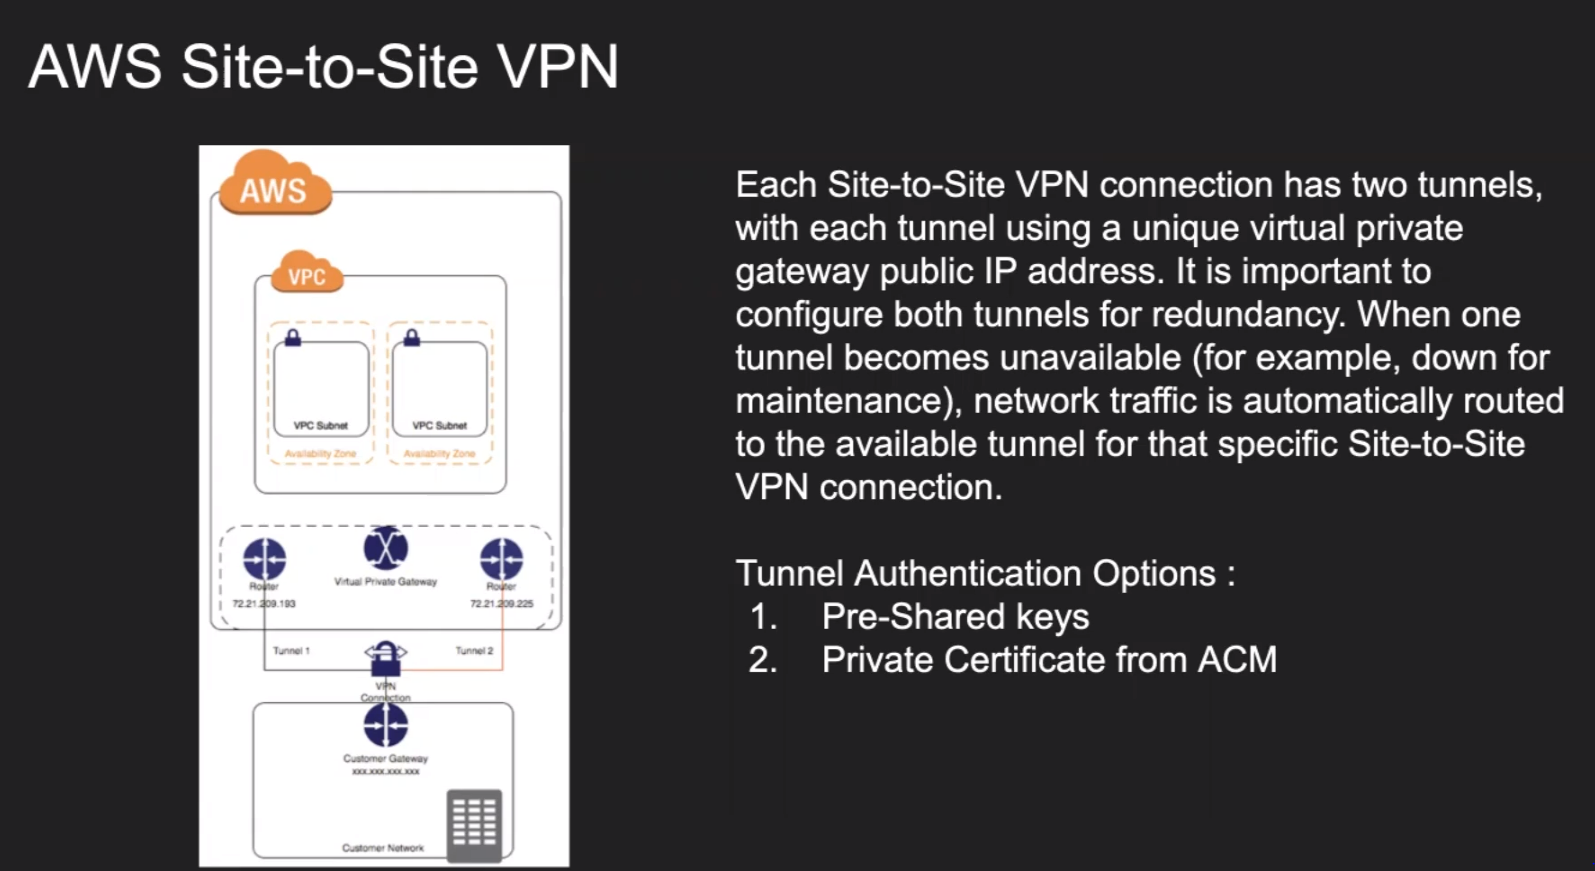 AWS Site-to-Site VPN
AWS
VPC
VPC Subnet
VPC Subnet
Availability Zone
Availability Zone
Router
Virtual Private Gateway
Router
72.21.209.193
72.21.209.225
Tunnel 1
Tunnel 2
VPN
Connection
Customer Gateway
xxx.xxx.xxx.xxx
Customer Network
Each Site-to-Site VPN connection has two tunnels,
with each tunnel using a unique virtual private
gateway public IP address. It is important to
configure both tunnels for redundancy. When one
tunnel becomes unavailable (for example, down for
maintenance), network traffic is automatically routed
to the available tunnel for that specific Site-to-Site
VPN connection.
Tunnel Authentication Options :
1. Pre-Shared keys
2. Private Certificate from ACM